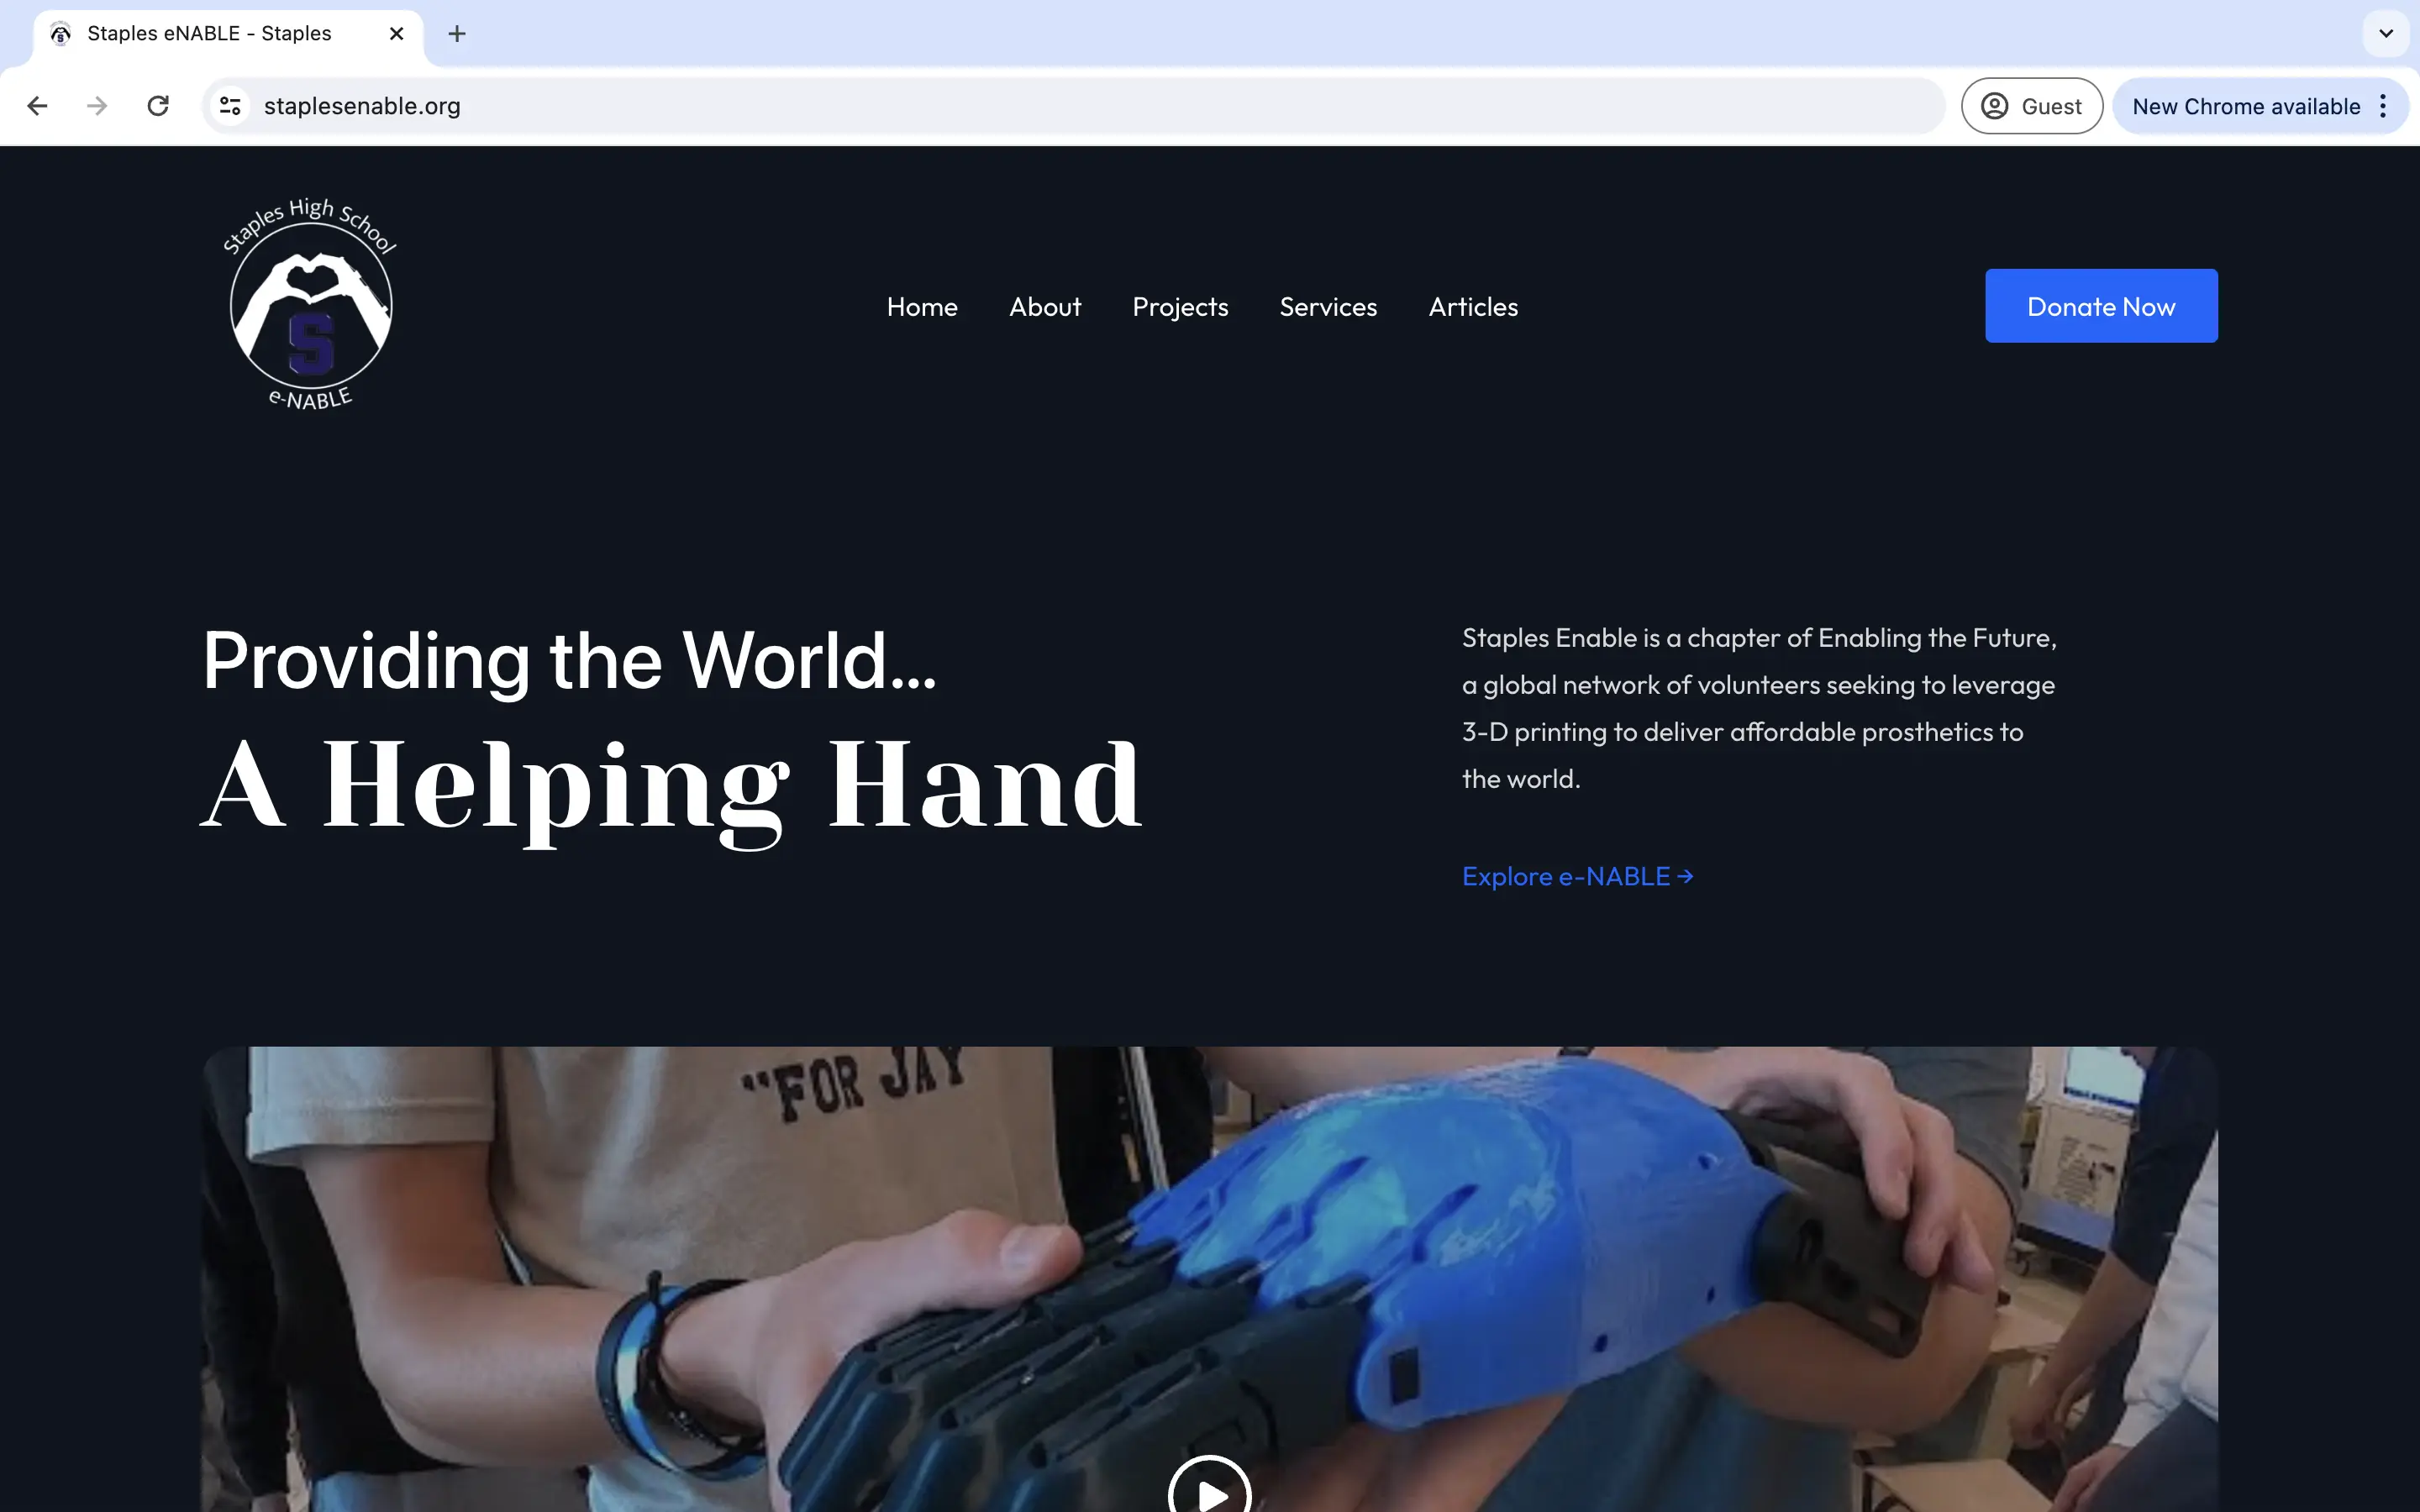 Staples eNABLE - Staples
staplesenable.org
Guest
New Chrome available
Staples High School
S
e-NABLE
Home
About
Projects
Services
Articles
Donate Now
Providing the World...
A Helping Hand
Staples Enable is a chapter of Enabling the Future,
a global network of volunteers seeking to leverage
3-D printing to deliver affordable prosthetics to
the world.
Explore e-NABLE →
"FOR JAY